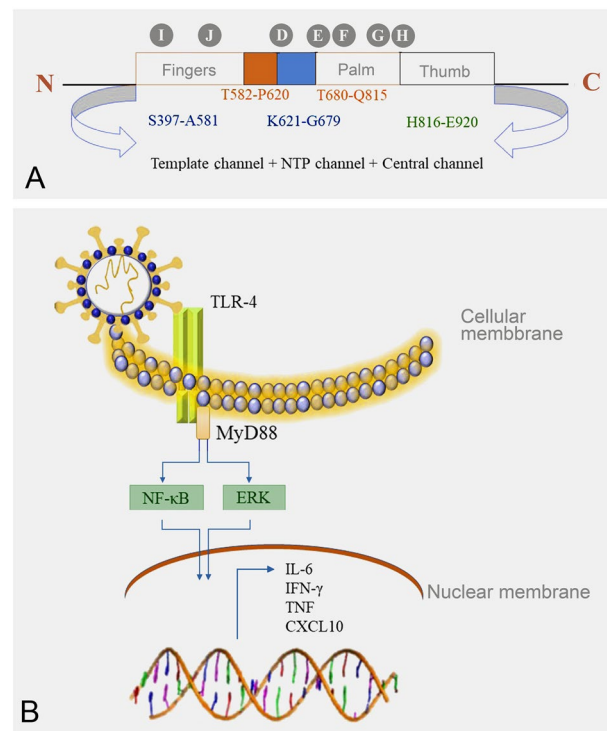 I J D E F G H
N Fingers Palm Thumb C
T582-P620 T680-Q815
S397-A581 K621-G679 H816-E920
Template channel + NTP channel + Central channel
A
TLR-4
Cellular
membbrane
MyD88
NF-κB ERK
IL-6
IFN-γ
TNF
CXCL10
Nuclear membrane
B